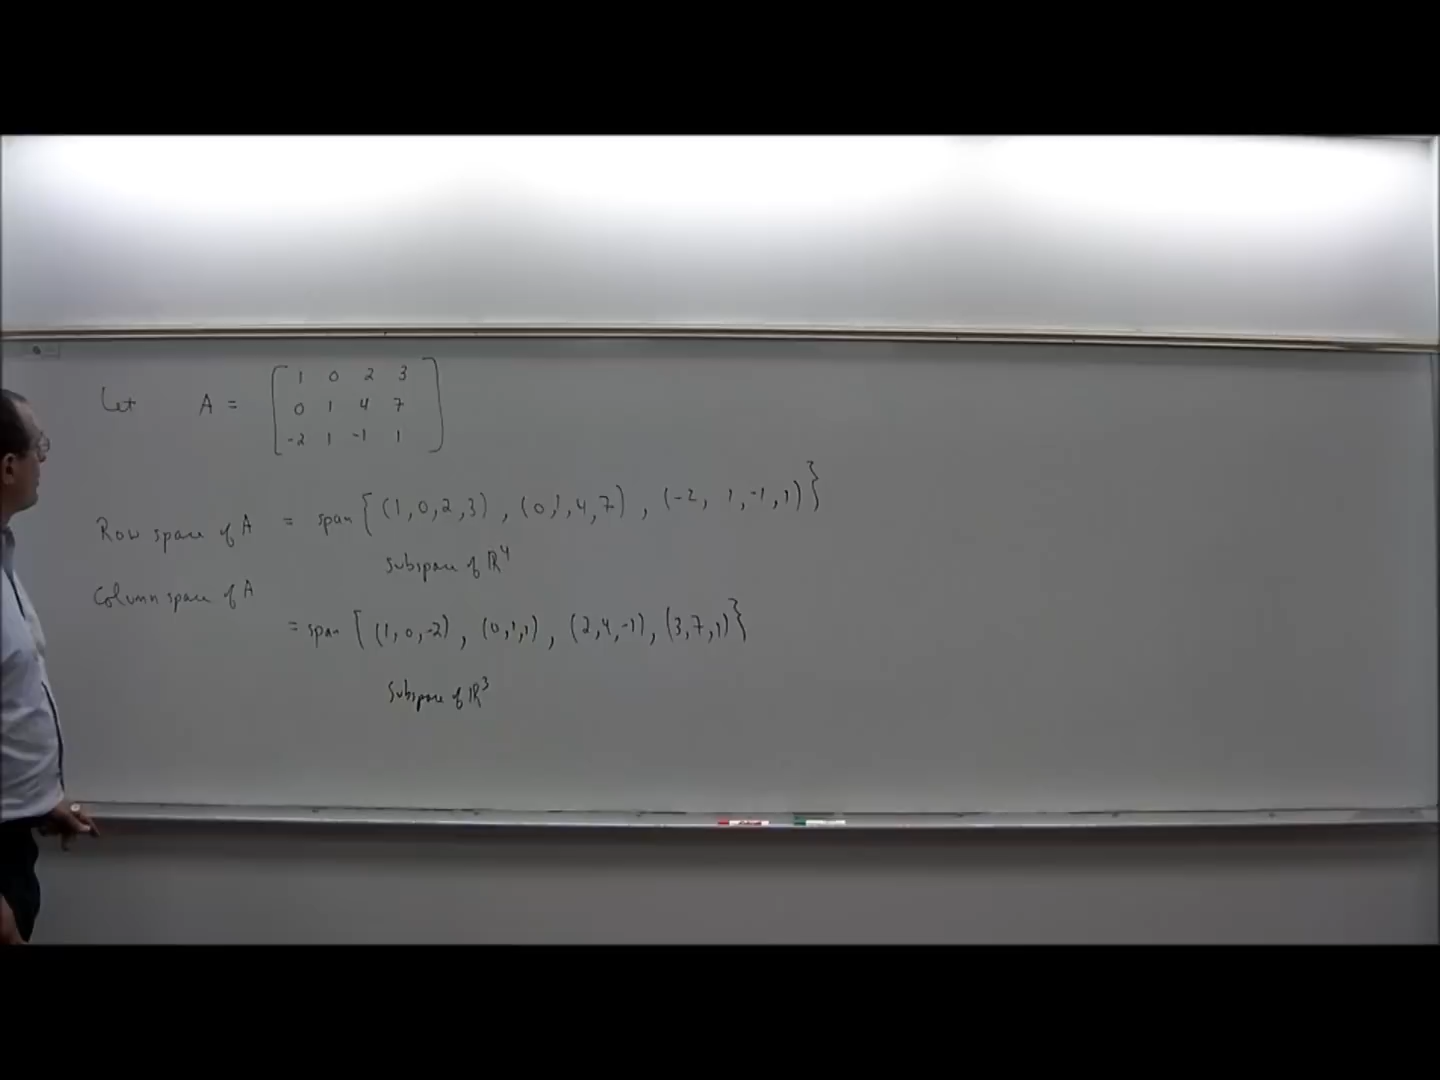 Let A = [ 1 0 2 3
0 1 4 7
-2 1 -1 1 ]
Row space of A = span { (1,0,2,3) , (0,1,4,7) , (-2, 1,-1,1) }
Subspace of ℝ⁴
Column space of A
= span { (1,0,-2) , (0,1,1) , (2,4,-1) , (3,7,1) }
Subspace of ℝ³